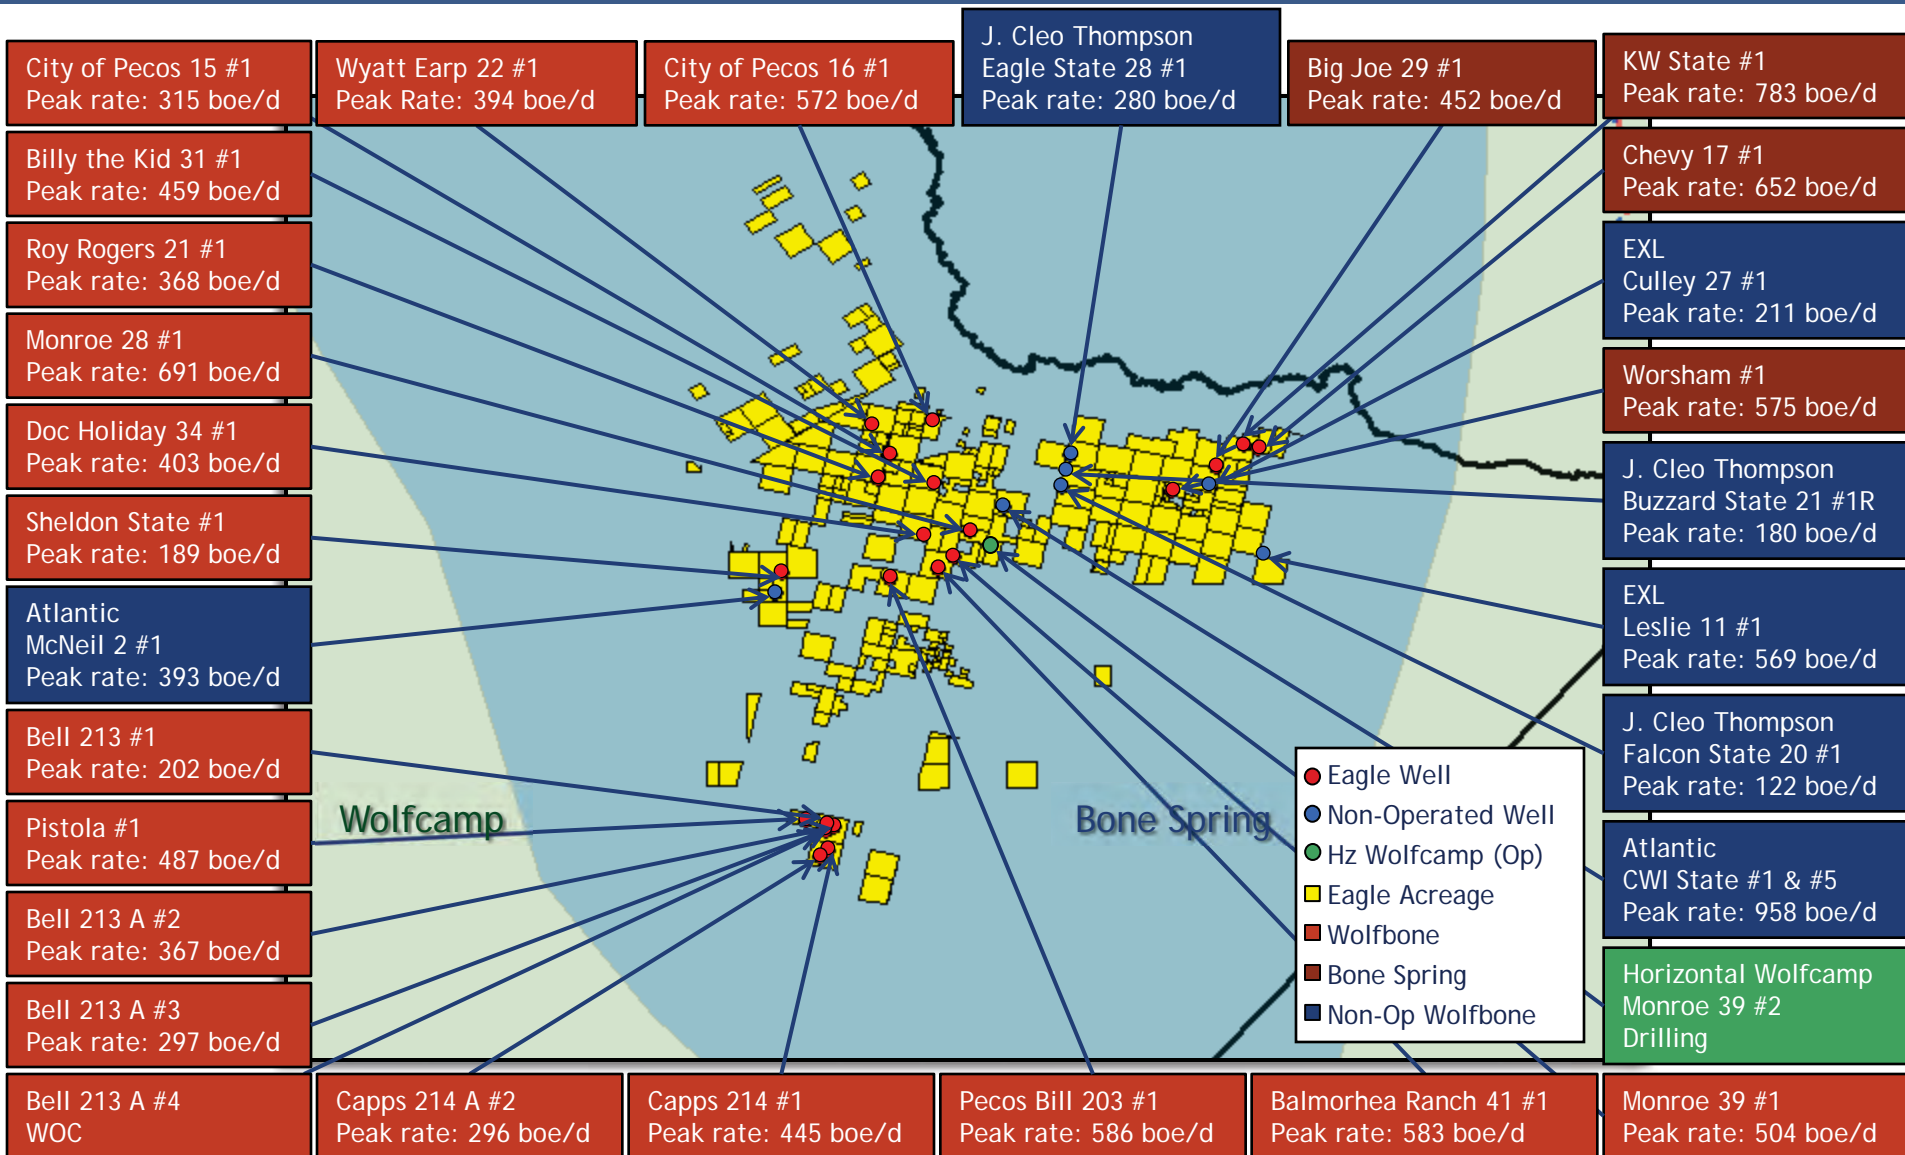 City of Pecos 15 #1
Peak rate: 315 boe/d
Wyatt Earp 22 #1
Peak Rate: 394 boe/d
City of Pecos 16 #1
Peak rate: 572 boe/d
J. Cleo Thompson
Eagle State 28 #1
Peak rate: 280 boe/d
Big Joe 29 #1
Peak rate: 452 boe/d
KW State #1
Peak rate: 783 boe/d
Billy the Kid 31 #1
Peak rate: 459 boe/d
Roy Rogers 21 #1
Peak rate: 368 boe/d
Monroe 28 #1
Peak rate: 691 boe/d
Doc Holiday 34 #1
Peak rate: 403 boe/d
Sheldon State #1
Peak rate: 189 boe/d
Atlantic
McNeil 2 #1
Peak rate: 393 boe/d
Bell 213 #1
Peak rate: 202 boe/d
Pistola #1
Peak rate: 487 boe/d
Bell 213 A #2
Peak rate: 367 boe/d
Bell 213 A #3
Peak rate: 297 boe/d
Bell 213 A #4
WOC
Wolfcamp
Bone Spring
Eagle Well
Non-Operated Well
Hz Wolfcamp (Op)
Eagle Acreage
Wolfbone
Bone Spring
Non-Op Wolfbone
Chevy 17 #1
Peak rate: 652 boe/d
EXL
Culley 27 #1
Peak rate: 211 boe/d
Worsham #1
Peak rate: 575 boe/d
J. Cleo Thompson
Buzzard State 21 #1R
Peak rate: 180 boe/d
EXL
Leslie 11 #1
Peak rate: 569 boe/d
J. Cleo Thompson
Falcon State 20 #1
Peak rate: 122 boe/d
Atlantic
CWI State #1 & #5
Peak rate: 958 boe/d
Horizontal Wolfcamp
Monroe 39 #2
Drilling
Capps 214 A #2
Peak rate: 296 boe/d
Capps 214 #1
Peak rate: 445 boe/d
Pecos Bill 203 #1
Peak rate: 586 boe/d
Balmorhea Ranch 41 #1
Peak rate: 583 boe/d
Monroe 39 #1
Peak rate: 504 boe/d